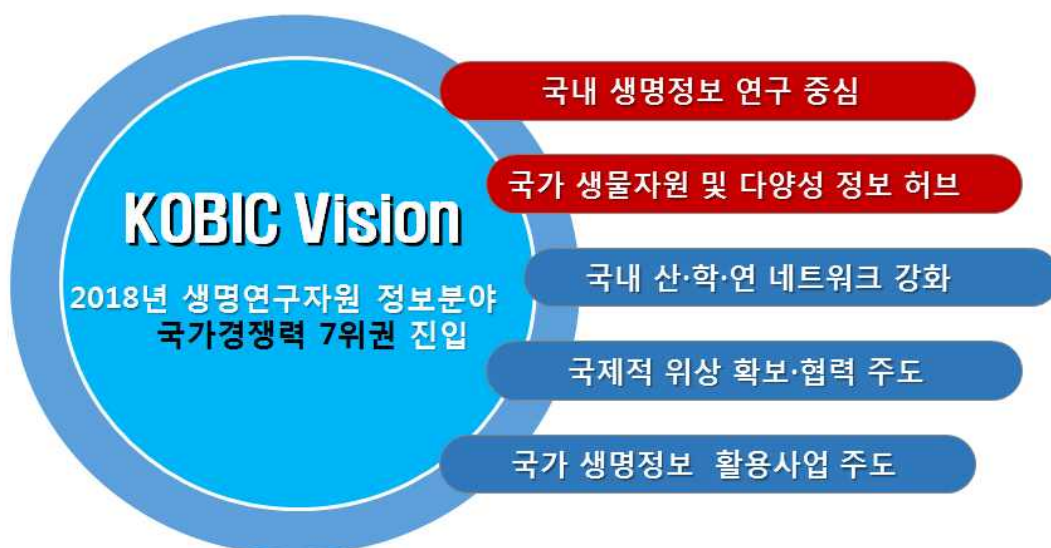 KOBIC Vision
2018년 생명연구자원 정보분야
국가경쟁력 7위권 진입
국내 생명정보 연구 중심
국가 생물자원 및 다양성 정보 허브
국내 산·학·연 네트워크 강화
국제적 위상 확보·협력 주도
국가 생명정보 활용사업 주도